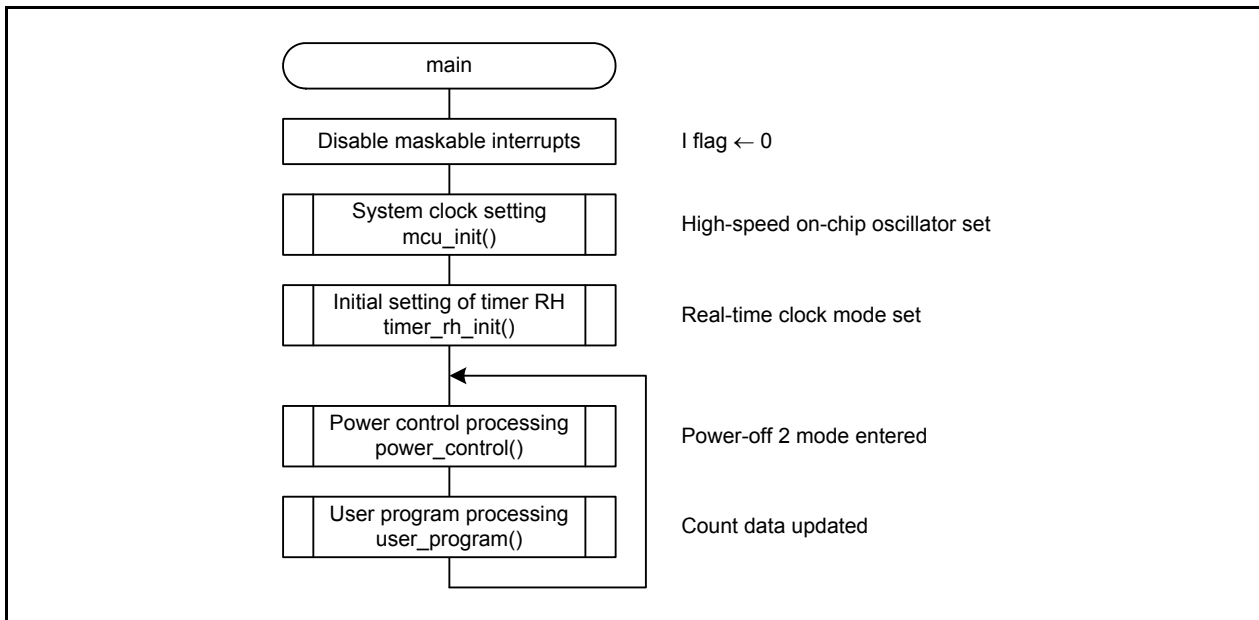 main
Disable maskable interrupts
I flag ← 0
System clock setting
mcu_init()
High-speed on-chip oscillator set
Initial setting of timer RH
timer_rh_init()
Real-time clock mode set
Power control processing
power_control()
Power-off 2 mode entered
User program processing
user_program()
Count data updated